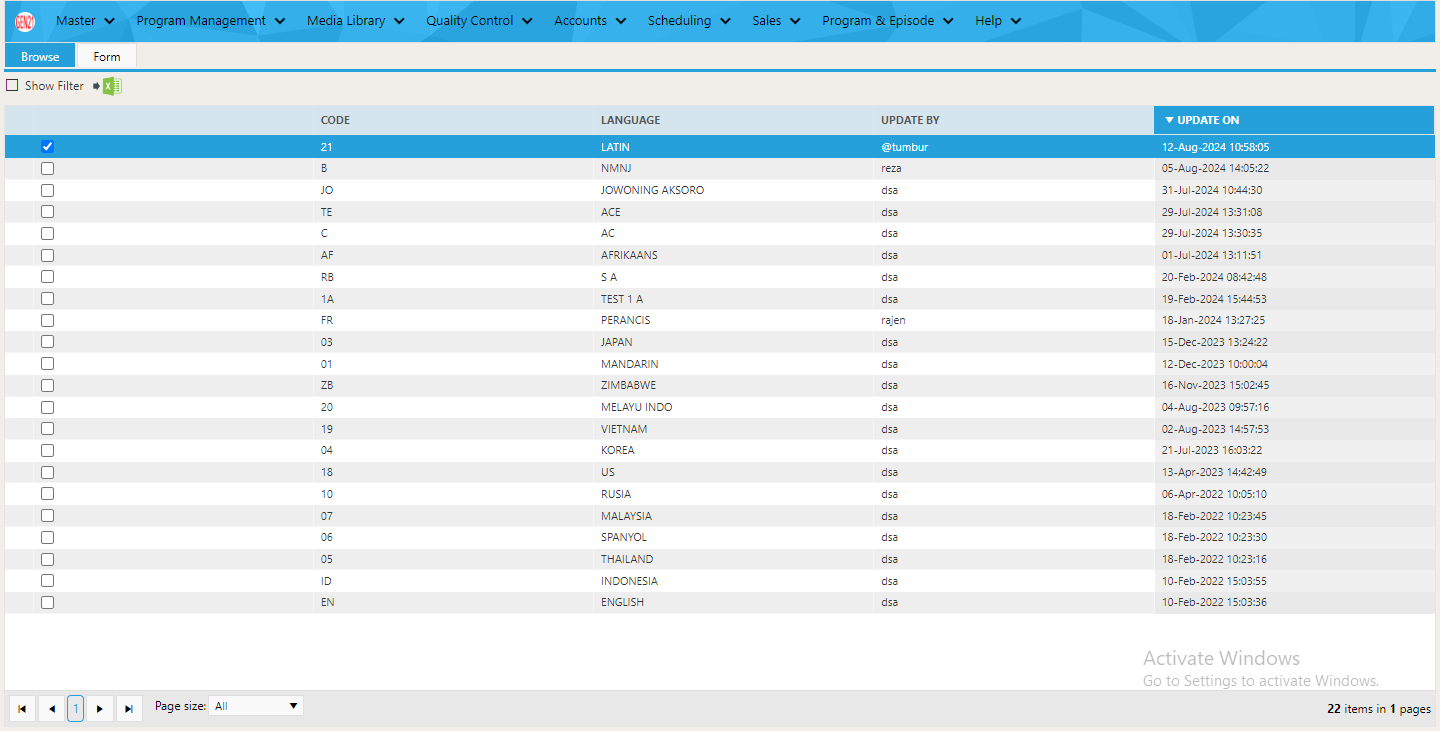 GEN21 Master Program Management Media Library Quality Control Accounts Scheduling Sales Program & Episode Help
Browse Form
Show Filter
CODE LANGUAGE UPDATE BY UPDATE ON
21 LATIN @tumbur 12-Aug-2024 10:58:05
B NMNJ reza 05-Aug-2024 14:05:22
JO JOWONING AKSORO dsa 31-Jul-2024 10:44:30
TE ACE dsa 29-Jul-2024 13:31:08
C AC dsa 29-Jul-2024 13:30:35
AF AFRIKAANS dsa 01-Jul-2024 13:11:51
RB S A dsa 20-Feb-2024 08:42:48
1A TEST 1 A dsa 19-Feb-2024 15:44:53
FR PERANCIS rajen 18-Jan-2024 13:27:25
03 JAPAN dsa 15-Dec-2023 13:24:22
01 MANDARIN dsa 12-Dec-2023 10:00:04
ZB ZIMBABWE dsa 16-Nov-2023 15:02:45
20 MELAYU INDO dsa 04-Aug-2023 09:57:16
19 VIETNAM dsa 02-Aug-2023 14:57:53
04 KOREA dsa 21-Jul-2023 16:03:22
18 US dsa 13-Apr-2023 14:42:49
10 RUSIA dsa 06-Apr-2022 10:05:10
07 MALAYSIA dsa 18-Feb-2022 10:23:45
06 SPANYOL dsa 18-Feb-2022 10:23:30
05 THAILAND dsa 18-Feb-2022 10:23:16
ID INDONESIA dsa 10-Feb-2022 15:03:55
EN ENGLISH dsa 10-Feb-2022 15:03:36
Activate Windows
Go to Settings to activate Windows.
1 Page size: All 22 items in 1 pages